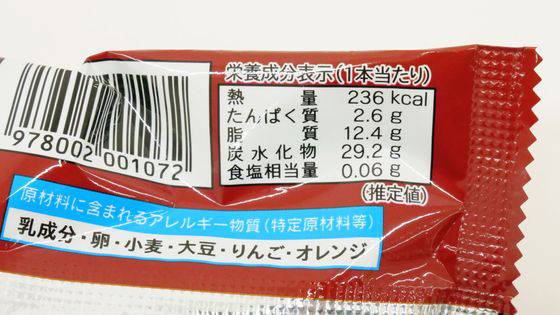 栄養成分表示(1本当たり)
熱量 236 kcal
たんぱく質 2.6 g
脂質 12.4 g
炭水化物 29.2 g
食塩相当量 0.06 g
(推定値)
978002 001072
原材料に含まれるアレルギー物質(特定原材料等)
乳成分・卵・小麦・大豆・りんご・オレンジ